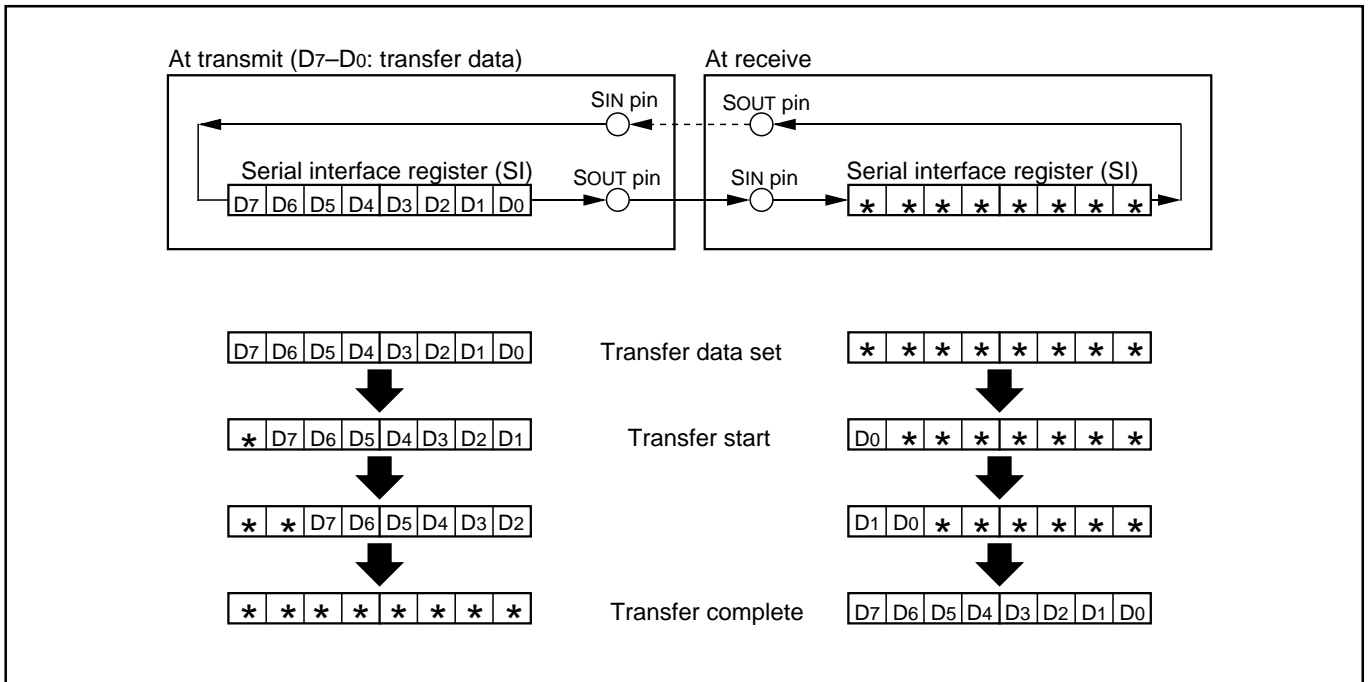 At transmit (D7–D0: transfer data) At receive
SIN pin SOUT pin
Serial interface register (SI) SOUT pin SIN pin Serial interface register (SI)
D7 D6 D5 D4 D3 D2 D1 D0 * * * * * * * *
D7 D6 D5 D4 D3 D2 D1 D0 Transfer data set * * * * * * * *
* D7 D6 D5 D4 D3 D2 D1 Transfer start D0 * * * * * * *
* * D7 D6 D5 D4 D3 D2 D1 D0 * * * * * *
* * * * * * * * Transfer complete D7 D6 D5 D4 D3 D2 D1 D0